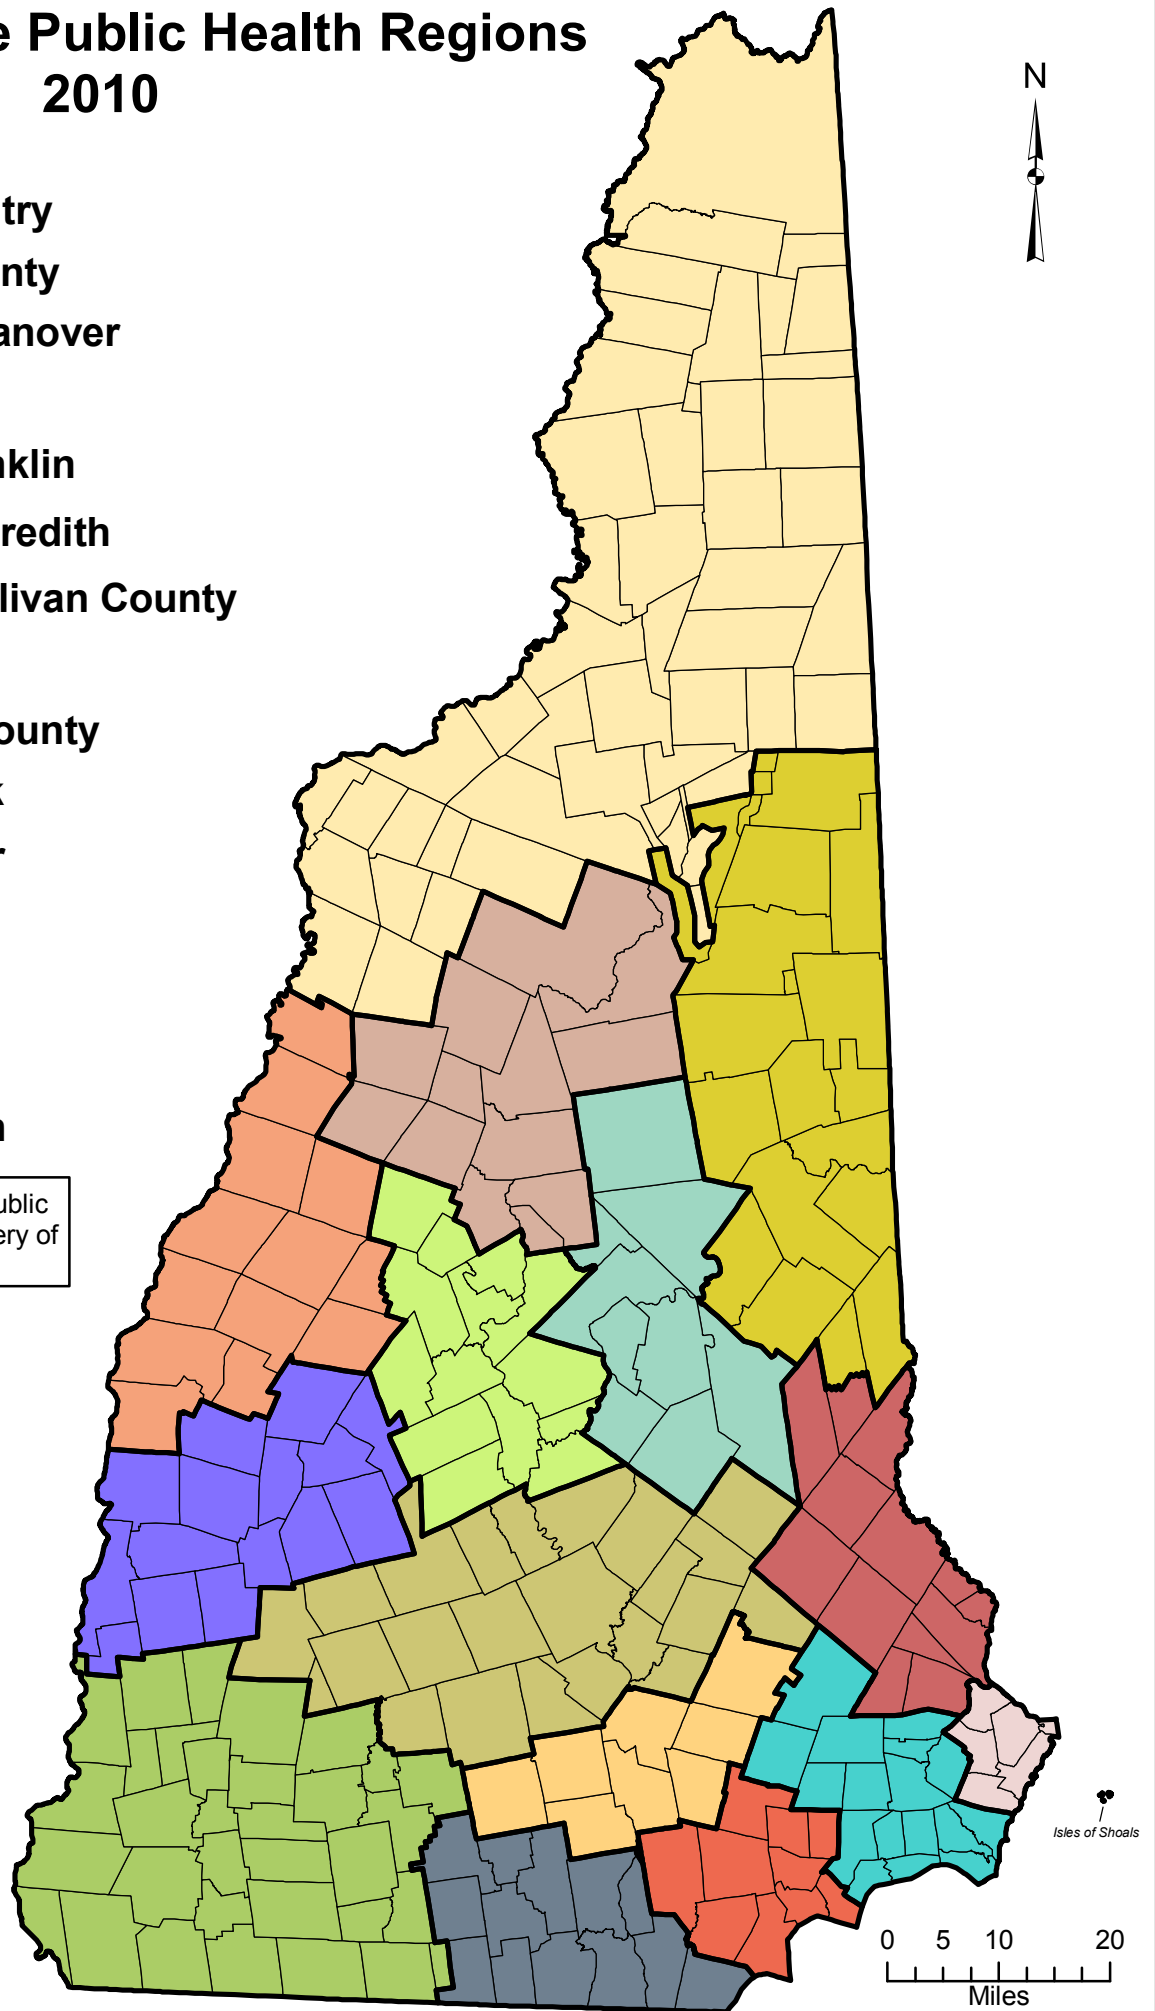 e Public Health Regions
2010
N
try
nty
anover
nklin
redith
llivan County
ounty
k
r
n
ublic
ery of
Isles of Shoals
0 5 10 20
Miles